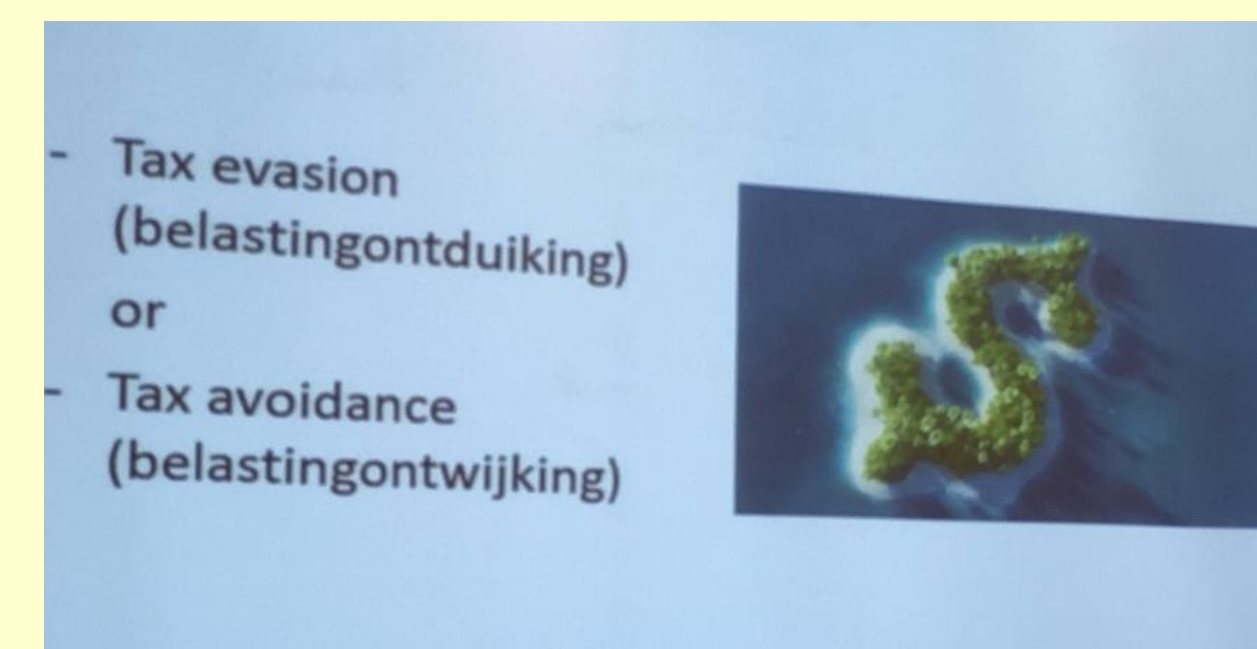 - Tax evasion
(belastingontduiking)
or
- Tax avoidance
(belastingontwijking)